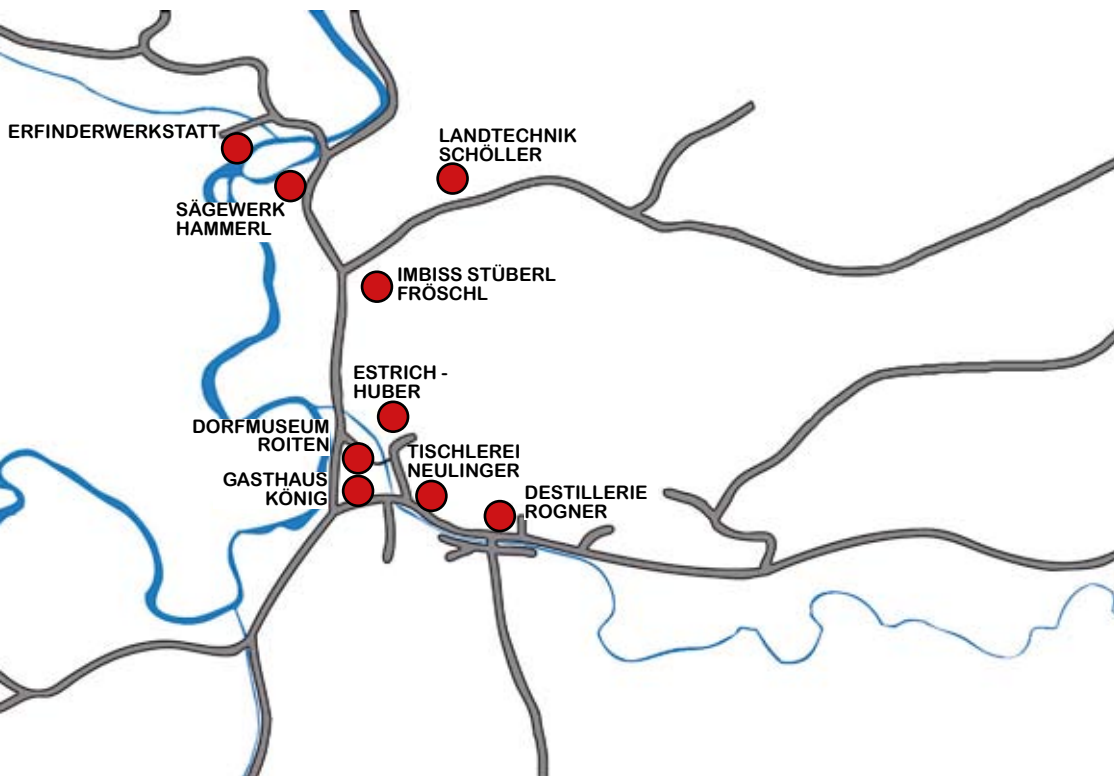 ERFINDERWERKSTATT
LANDTECHNIK
SCHÖLLER
SÄGEWERK
HAMMERL
IMBISS STÜBERL
FRÖSCHL
ESTRICH -
HUBER
DORFMUSEUM
ROITEN
TISCHLEREI
NEULINGER
GASTHAUS
KÖNIG
DESTILLERIE
ROGNER